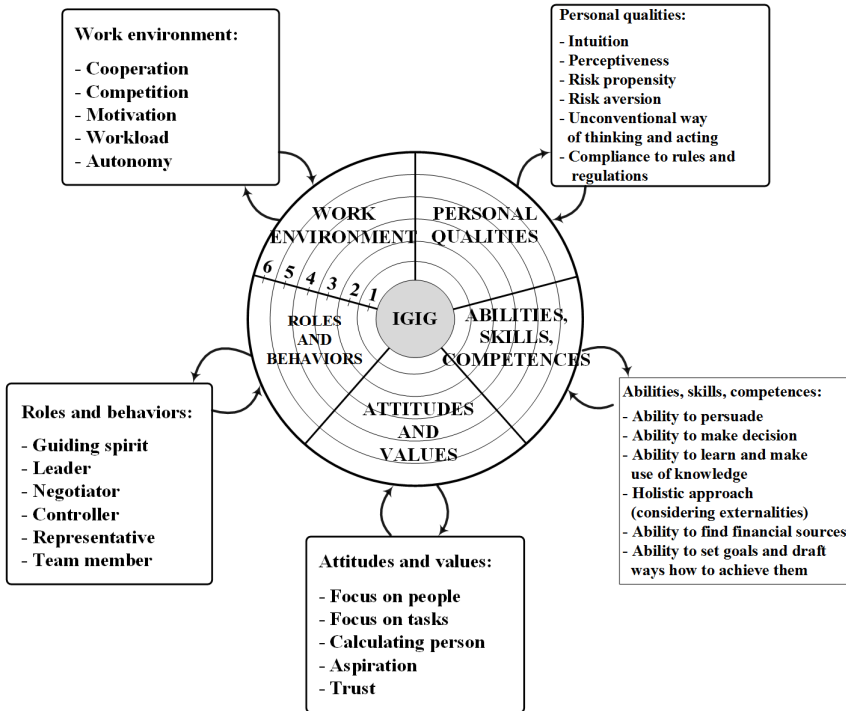 Work environment:
- Cooperation
- Competition
- Motivation
- Workload
- Autonomy
Personal qualities:
- Intuition
- Perceptiveness
- Risk propensity
- Risk aversion
- Unconventional way
of thinking and acting
- Compliance to rules and
regulations
WORK
ENVIRONMENT
PERSONAL
QUALITIES
6 5 4 3 2 1
IGIG
ROLES
AND
BEHAVIORS
ABILITIES,
SKILLS,
COMPETENCES
ATTITUDES
AND
VALUES
Roles and behaviors:
- Guiding spirit
- Leader
- Negotiator
- Controller
- Representative
- Team member
Attitudes and values:
- Focus on people
- Focus on tasks
- Calculating person
- Aspiration
- Trust
Abilities, skills, competences:
- Ability to persuade
- Ability to make decision
- Ability to learn and make
use of knowledge
- Holistic approach
(considering externalities)
- Ability to find financial sources
- Ability to set goals and draft
ways how to achieve them